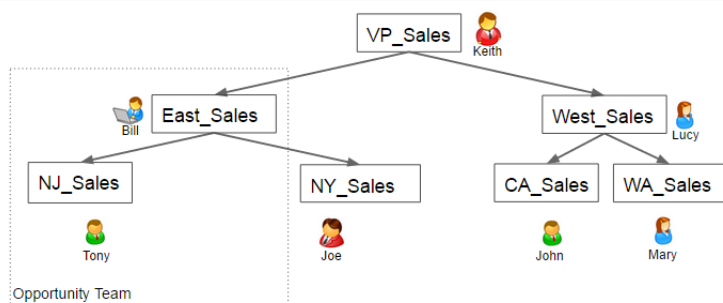 VP_Sales
Keith
Bill
East_Sales
West_Sales
Lucy
NJ_Sales
NY_Sales
CA_Sales
WA_Sales
Tony
Joe
John
Mary
Opportunity Team